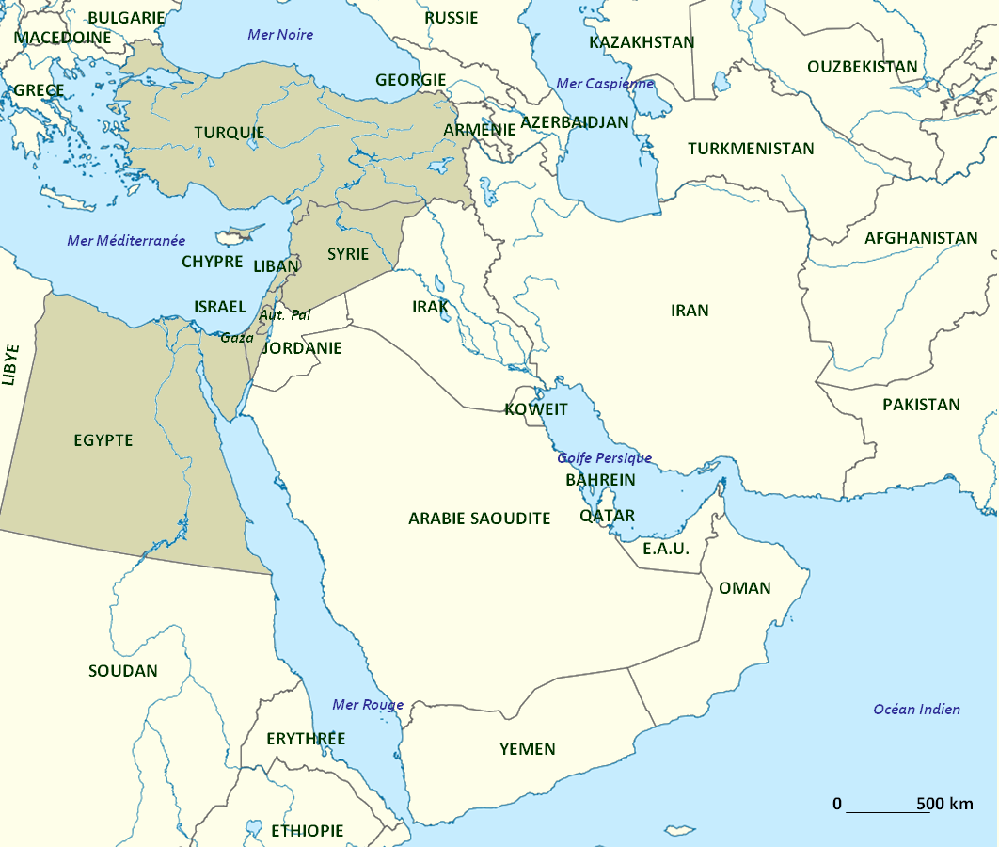 BULGARIE
RUSSIE
MACEDOINE
Mer Noire
KAZAKHSTAN
OUZBEKISTAN
GEORGIE
Mer Caspienne
GRECE
TURQUIE
ARMENIE
AZERBAIDJAN
TURKMENISTAN
Mer Méditerranée
AFGHANISTAN
CHYPRE
LIBAN
SYRIE
ISRAEL
Aut. Pal
IRAK
IRAN
Gaza
JORDANIE
LIBYE
KOWEIT
PAKISTAN
EGYPTE
Golfe Persique
BAHREIN
ARABIE SAOUDITE
QATAR
E.A.U.
OMAN
SOUDAN
Mer Rouge
Océan Indien
ERYTHREE
YEMEN
0 500 km
ETHIOPIE